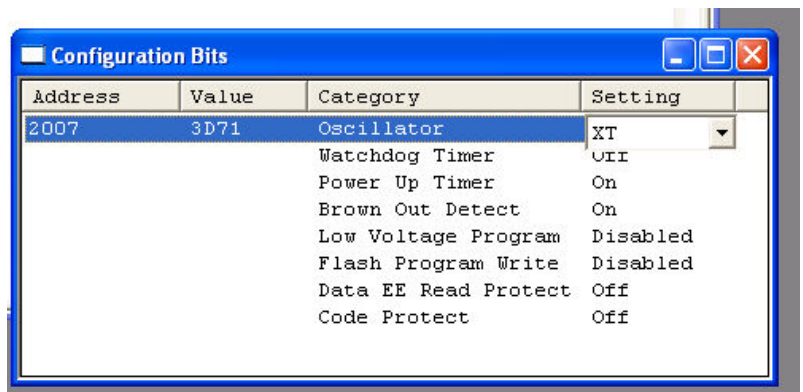 Configuration Bits
Address Value Category Setting
2007 3D71 Oscillator XT
Watchdog Timer Off
Power Up Timer On
Brown Out Detect On
Low Voltage Program Disabled
Flash Program Write Disabled
Data EE Read Protect Off
Code Protect Off